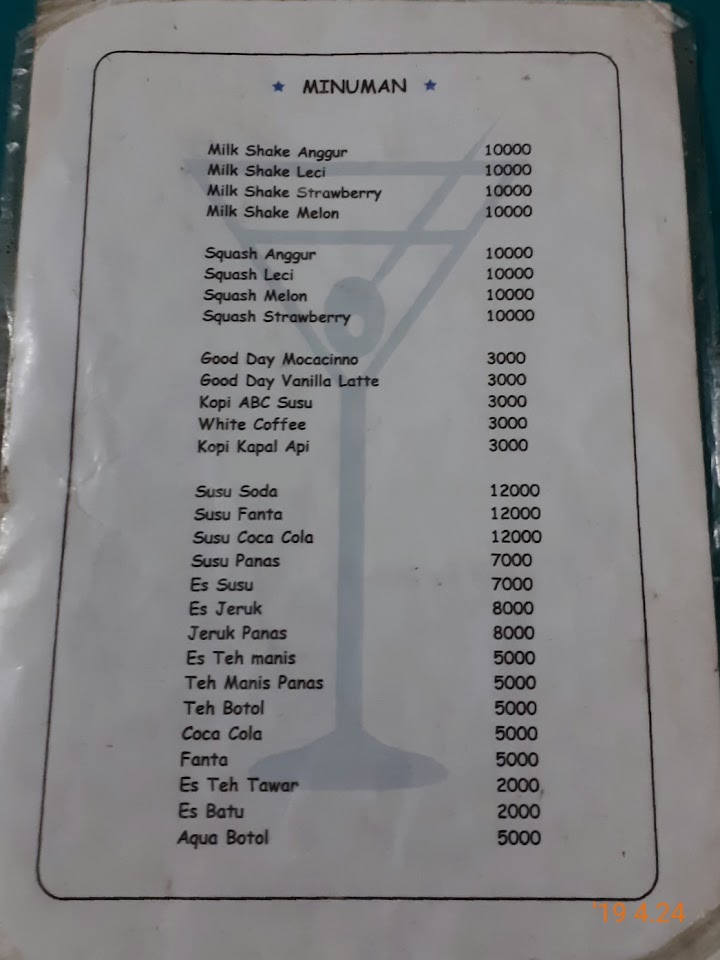 ★ MINUMAN ★
Milk Shake Anggur 10000
Milk Shake Leci 10000
Milk Shake Strawberry 10000
Milk Shake Melon 10000
Squash Anggur 10000
Squash Leci 10000
Squash Melon 10000
Squash Strawberry 10000
Good Day Mocacinno 3000
Good Day Vanilla Latte 3000
Kopi ABC Susu 3000
White Coffee 3000
Kopi Kapal Api 3000
Susu Soda 12000
Susu Fanta 12000
Susu Coca Cola 12000
Susu Panas 7000
Es Susu 7000
Es Jeruk 8000
Jeruk Panas 8000
Es Teh manis 5000
Teh Manis Panas 5000
Teh Botol 5000
Coca Cola 5000
Fanta 5000
Es Teh Tawar 2000
Es Batu 2000
Aqua Botol 5000
'19 4.24